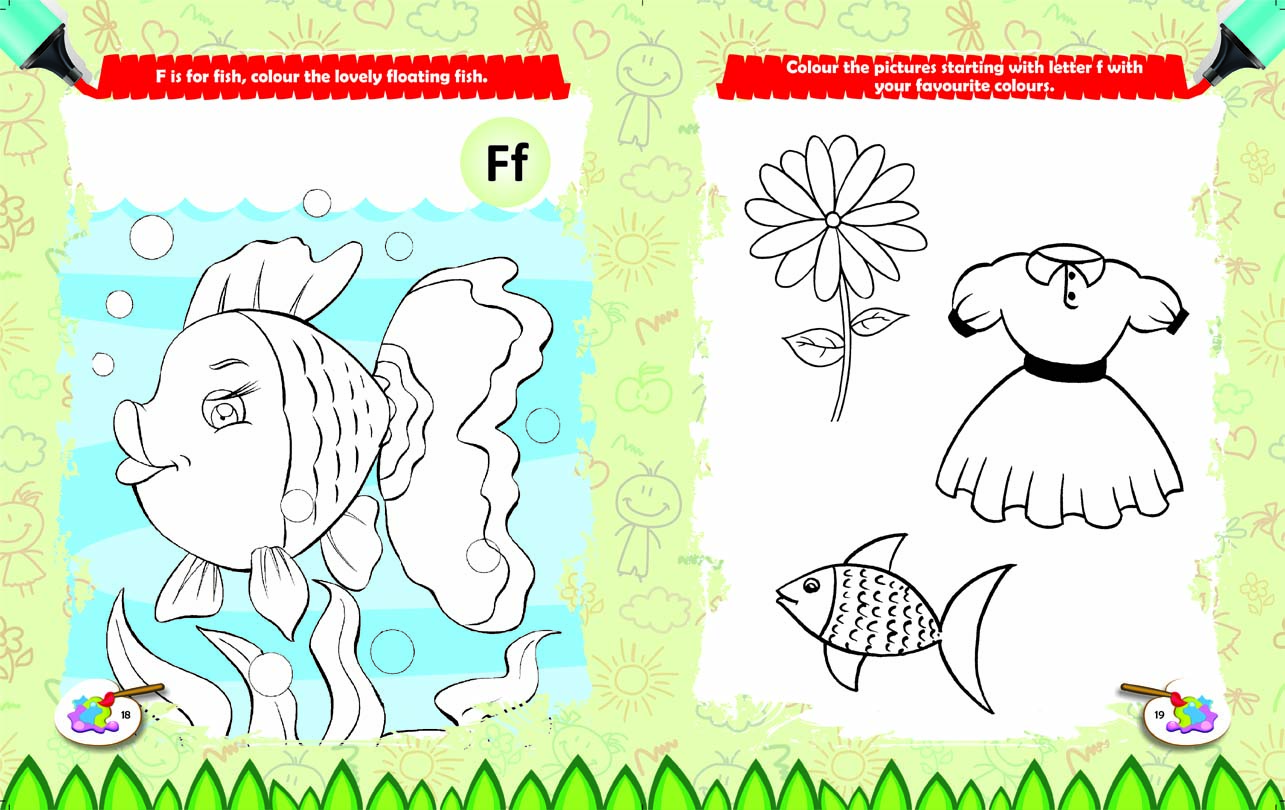 F is for fish, colour the lovely floating fish.
Ff
18
Colour the pictures starting with letter f with
your favourite colours.
19